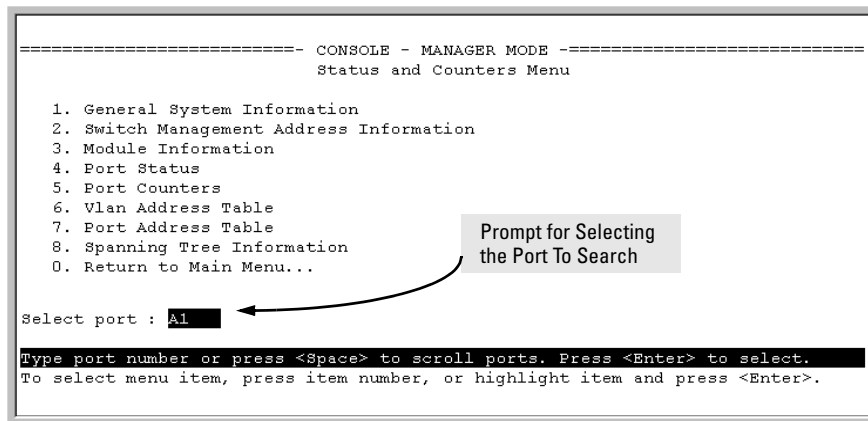 ==========================- CONSOLE - MANAGER MODE -============================
Status and Counters Menu
1. General System Information
2. Switch Management Address Information
3. Module Information
4. Port Status
5. Port Counters
6. Vlan Address Table
7. Port Address Table
8. Spanning Tree Information
0. Return to Main Menu...
Prompt for Selecting
the Port To Search
Select port : A1
Type port number or press <Space> to scroll ports. Press <Enter> to select.
To select menu item, press item number, or highlight item and press <Enter>.